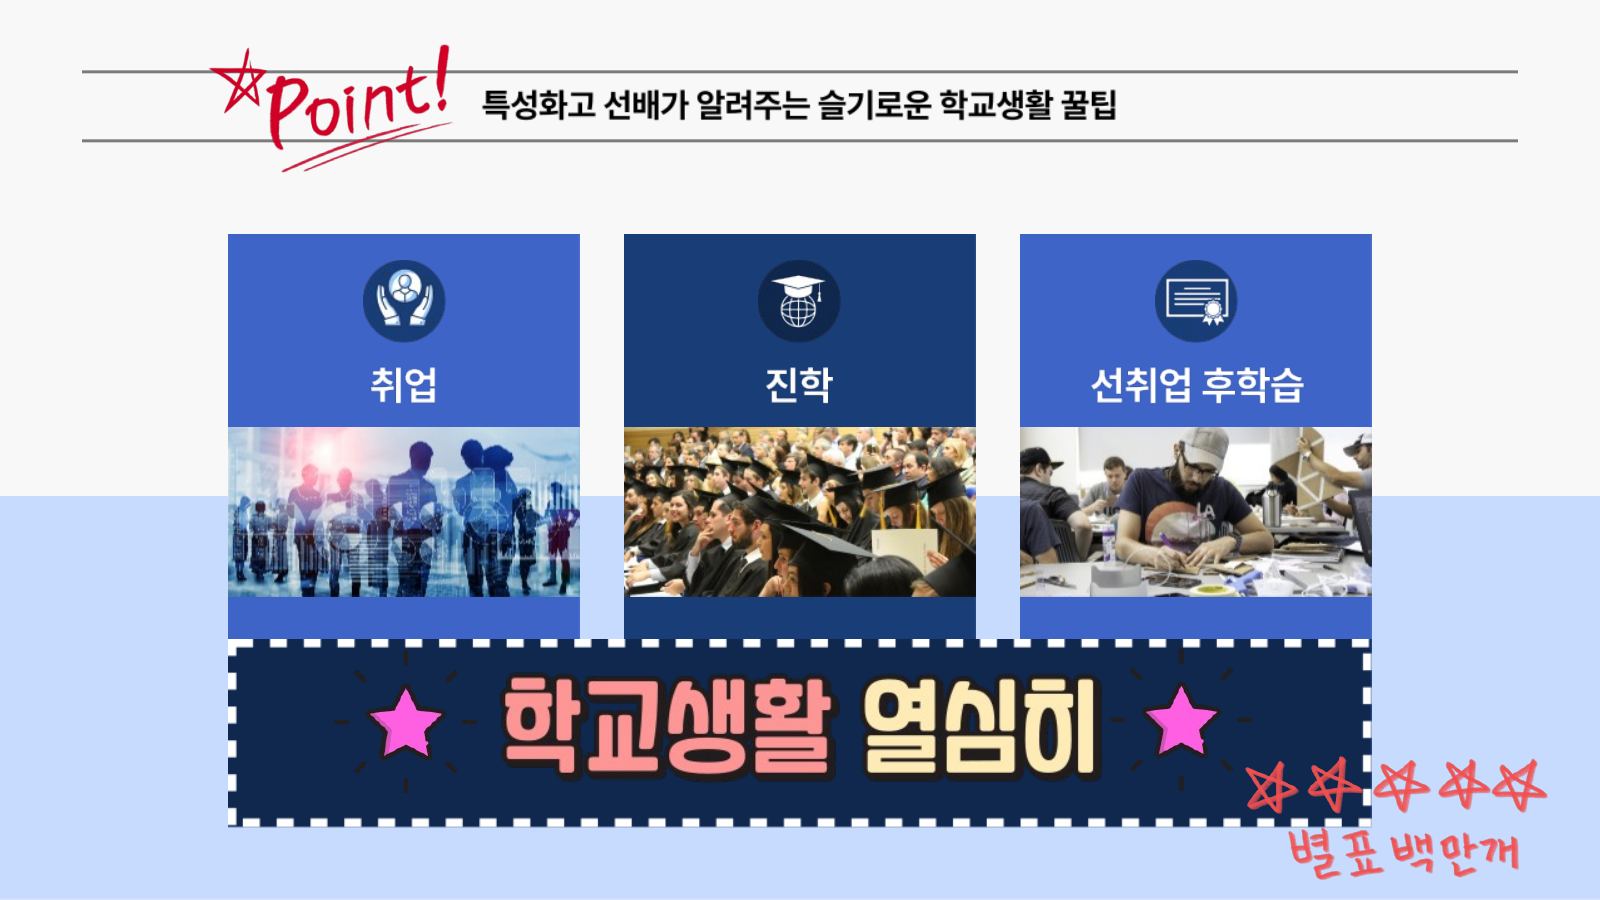 Point!
특성화고 선배가 알려주는 슬기로운 학교생활 꿀팁
취업
진학
선취업 후학습
학교생활 열심히
별표 백만개